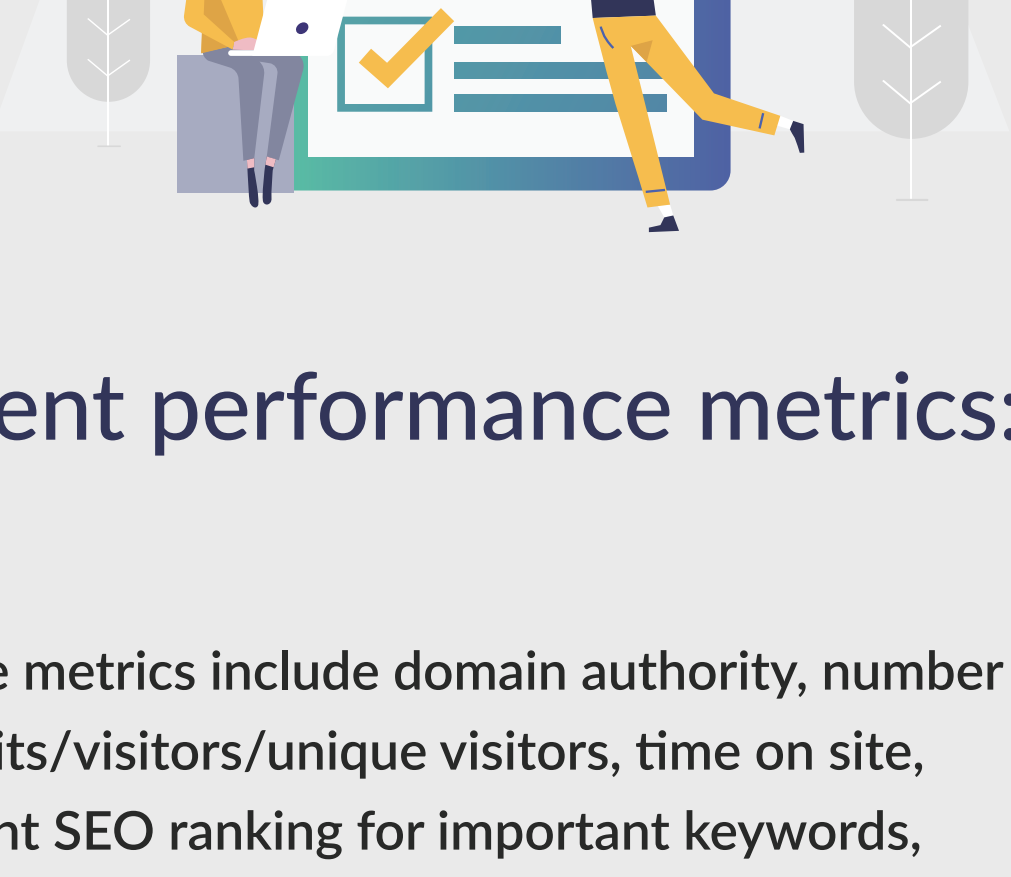 ent performance metrics:
e metrics include domain authority, number
its/visitors/unique visitors, time on site,
nt SEO ranking for important keywords,